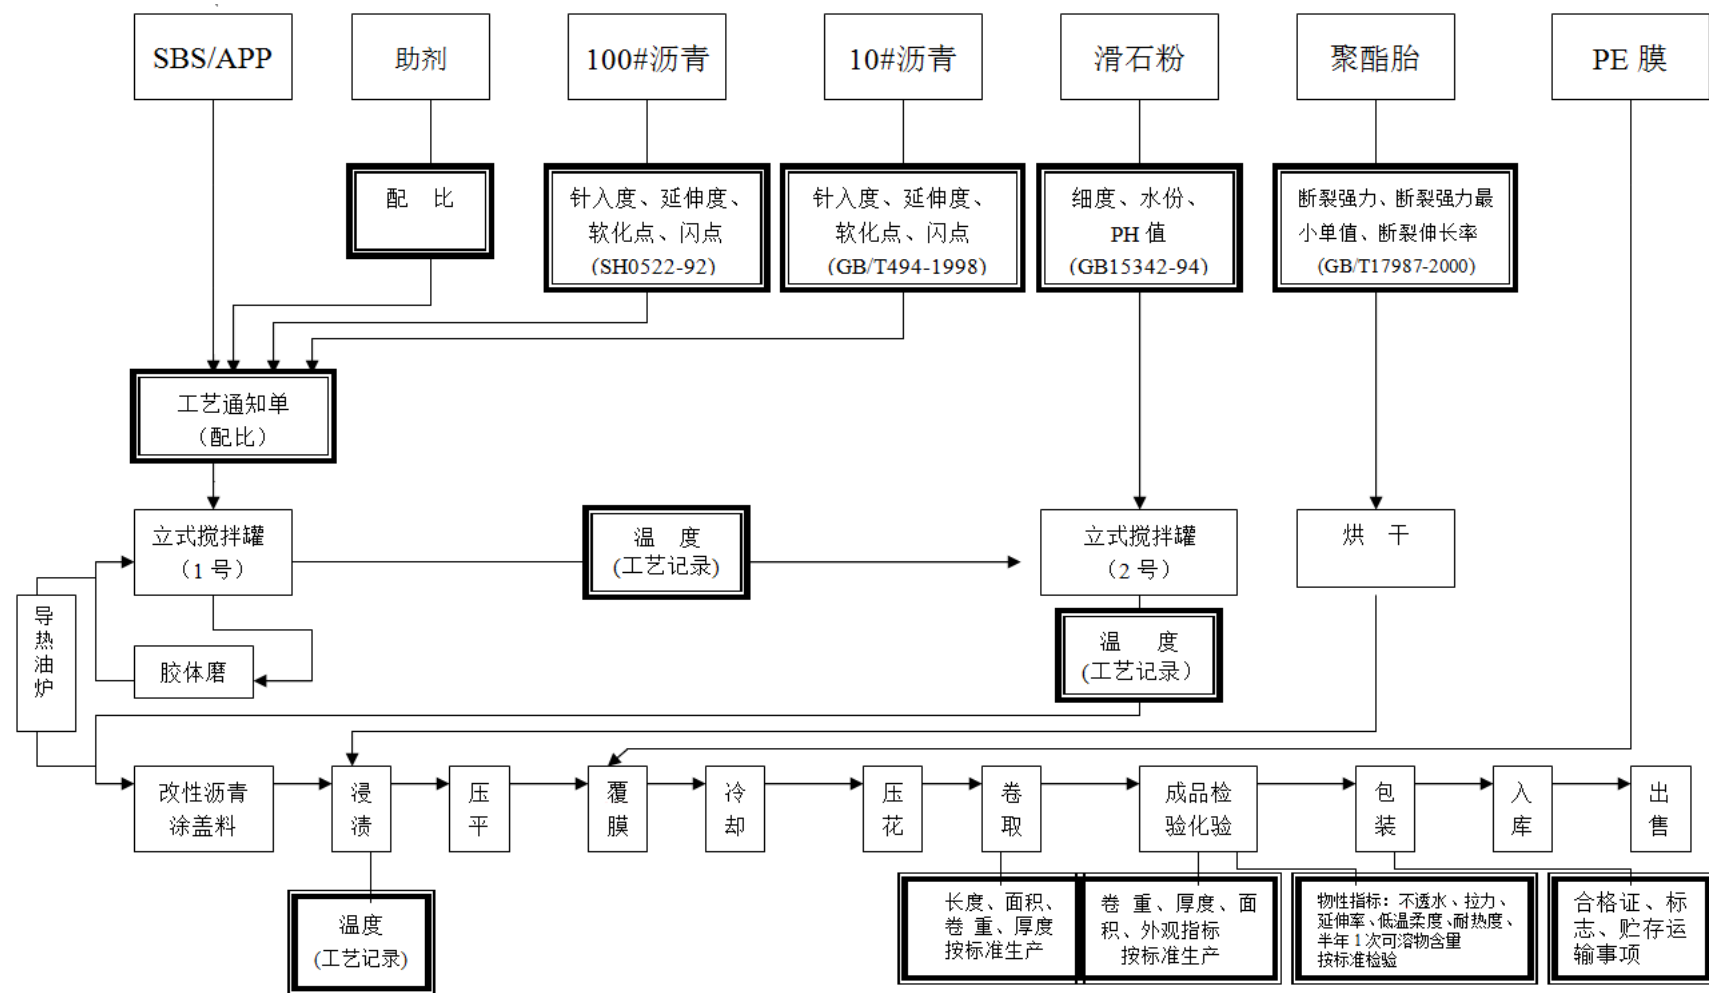 SBS/APP
助剂
100#沥青
10#沥青
滑石粉
聚酯胎
PE 膜
配 比
针入度、延伸度、
软化点、闪点
(SH0522-92)
针入度、延伸度、
软化点、闪点
(GB/T494-1998)
细度、水份、
PH 值
(GB15342-94)
断裂强力、断裂强力最
小单值、断裂伸长率
(GB/T17987-2000)
工艺通知单
（配比）
立式搅拌罐
（1 号）
温 度
(工艺记录)
立式搅拌罐
（2 号）
烘 干
导
热
油
炉
胶体磨
温 度
(工艺记录）
改性沥青
涂盖料
浸
渍
压
平
覆
膜
冷
却
压
花
卷
取
成品检
验化验
包
装
入
库
出
售
温度
(工艺记录)
长度、面积、
卷 重、厚度
按标准生产
卷 重、厚度、面
积、外观指标
按标准生产
物性指标：不透水、拉力、
延伸率、低温柔度、耐热度、
半年 1 次可溶物含量
按标准检验
合格证、标
志、贮存运
输事项